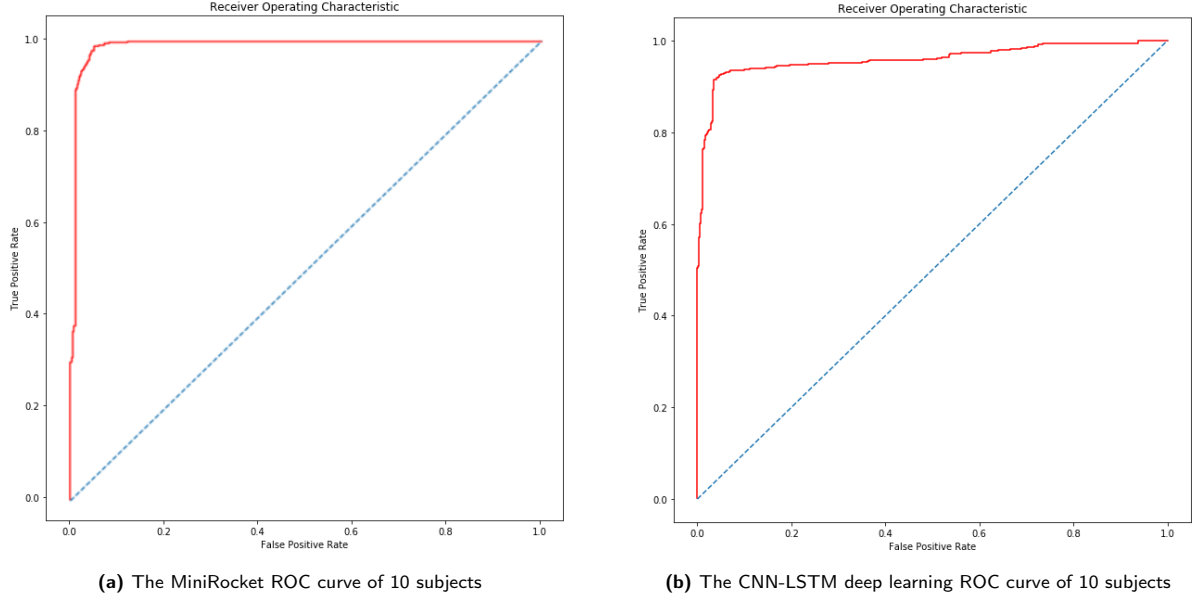 Receiver Operating Characteristic
1.0
0.8
0.6
0.4
0.2
0.0
True Positive Rate
0.0 0.2 0.4 0.6 0.8 1.0
False Positive Rate
(a) The MiniRocket ROC curve of 10 subjects
Receiver Operating Characteristic
1.0
0.8
0.6
0.4
0.2
0.0
True Positive Rate
0.0 0.2 0.4 0.6 0.8 1.0
False Positive Rate
(b) The CNN-LSTM deep learning ROC curve of 10 subjects